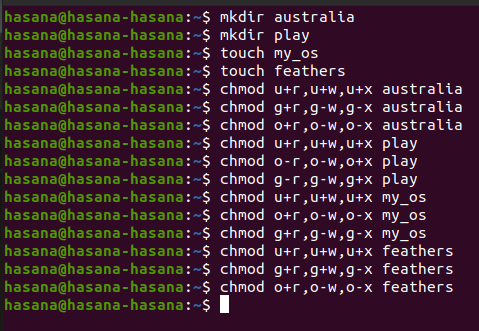 hasana@hasana-hasana:~$ mkdir australia
hasana@hasana-hasana:~$ mkdir play
hasana@hasana-hasana:~$ touch my_os
hasana@hasana-hasana:~$ touch feathers
hasana@hasana-hasana:~$ chmod u+r,u+w,u+x australia
hasana@hasana-hasana:~$ chmod g+r,g-w,g-x australia
hasana@hasana-hasana:~$ chmod o+r,o-w,o-x australia
hasana@hasana-hasana:~$ chmod u+r,u+w,u+x play
hasana@hasana-hasana:~$ chmod o-r,o-w,o+x play
hasana@hasana-hasana:~$ chmod g-r,g-w,g+x play
hasana@hasana-hasana:~$ chmod u+r,u+w,u+x my_os
hasana@hasana-hasana:~$ chmod o+r,o-w,o-x my_os
hasana@hasana-hasana:~$ chmod g+r,g-w,g-x my_os
hasana@hasana-hasana:~$ chmod u+r,u+w,u+x feathers
hasana@hasana-hasana:~$ chmod g+r,g+w,g-x feathers
hasana@hasana-hasana:~$ chmod o+r,o-w,o-x feathers
hasana@hasana-hasana:~$